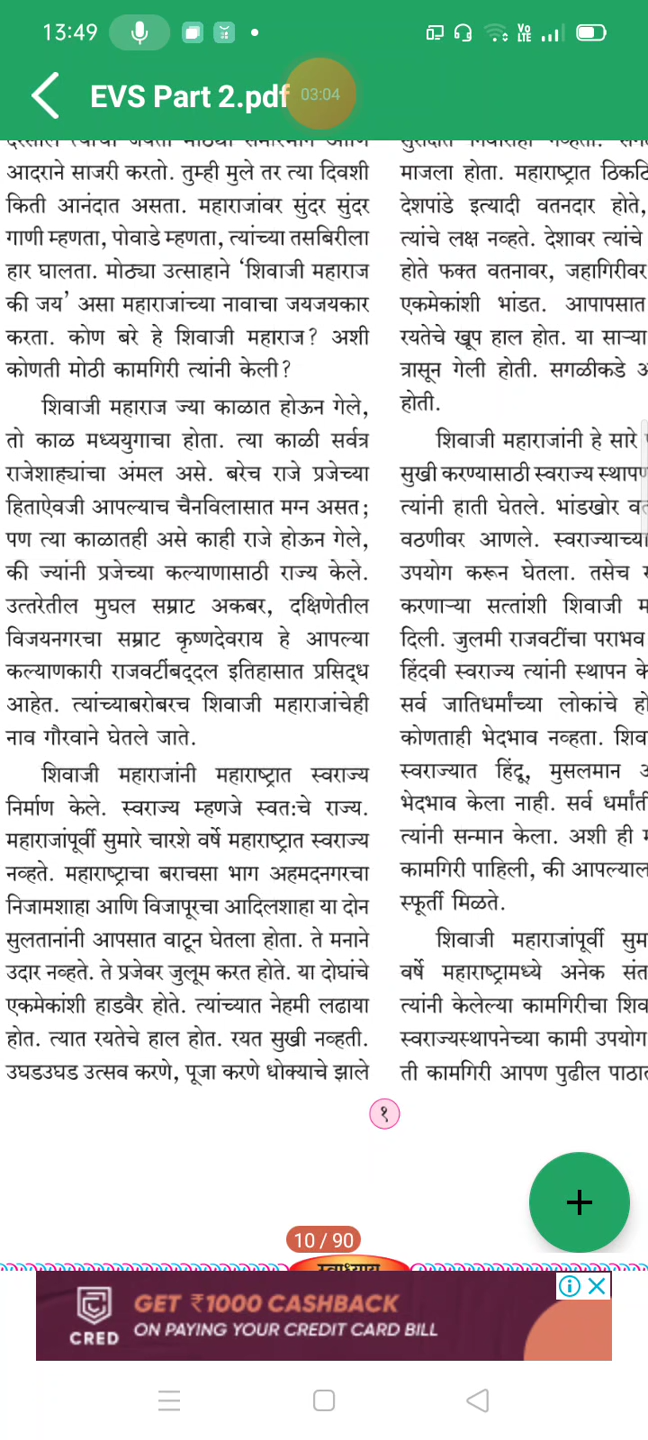 13:49
Vo LTE
EVS Part 2.pdf
03:04
आदराने साजरी करतो. तुम्ही मुले तर त्या दिवशी
किती आनंदात असता. महाराजांवर सुंदर सुंदर
गाणी म्हणता, पोवाडे म्हणता, त्यांच्या तसबिरीला
हार घालता. मोठ्या उत्साहाने ‘शिवाजी महाराज
की जय’ असा महाराजांच्या नावाचा जयजयकार
करता. कोण बरे हे शिवाजी महाराज? अशी
कोणती मोठी कामगिरी त्यांनी केली?
शिवाजी महाराज ज्या काळात होऊन गेले,
तो काळ मध्ययुगाचा होता. त्या काळी सर्वत्र
राजेशाह्यांचा अंमल असे. बरेच राजे प्रजेच्या
हिताऐवजी आपल्याच चैनविलासात मग्न असत;
पण त्या काळातही असे काही राजे होऊन गेले,
की ज्यांनी प्रजेच्या कल्याणासाठी राज्य केले.
उत्तरेतील मुघल सम्राट अकबर, दक्षिणेतील
विजयनगरचा सम्राट कृष्णदेवराय हे आपल्या
कल्याणकारी राजवटींबद्दल इतिहासात प्रसिद्ध
आहेत. त्यांच्याबरोबरच शिवाजी महाराजांचेही
नाव गौरवाने घेतले जाते.
शिवाजी महाराजांनी महाराष्ट्रात स्वराज्य
निर्माण केले. स्वराज्य म्हणजे स्वत:चे राज्य.
महाराजांपूर्वी सुमारे चारशे वर्षे महाराष्ट्रात स्वराज्य
नव्हते. महाराष्ट्राचा बराचसा भाग अहमदनगरचा
निजामशाहा आणि विजापूरचा आदिलशाहा या दोन
सुलतानांनी आपसात वाटून घेतला होता. ते मनाने
उदार नव्हते. ते प्रजेवर जुलूम करत होते. या दोघांचे
एकमेकांशी हाडवैर होते. त्यांच्यात नेहमी लढाया
होत. त्यात रयतेचे हाल होत. रयत सुखी नव्हती.
उघडउघड उत्सव करणे, पूजा करणे धोक्याचे झाले
माजला होता. महाराष्ट्रात
देशपांडे इत्यादी वतनदार होते,
त्यांचे लक्ष नव्हते. देशावर त्यांचे
होते फक्त वतनावर, जहागिरीवर
एकमेकांशी भांडत. आपापसात
रयतेचे खूप हाल होत. या साऱ्या
त्रासून गेली होती. सगळीकडे
होती.
शिवाजी महाराजांनी हे सारे
सुखी करण्यासाठी स्वराज्य
त्यांनी हाती घेतले. भांडखोर
वठणीवर आणले. स्वराज्याच्या
उपयोग करून घेतला. तसेच
करणाऱ्या सत्तांशी शिवाजी
दिली. जुलमी राजवटींचा पराभव
हिंदवी स्वराज्य त्यांनी स्थापन
सर्व जातिधर्मांच्या लोकांचे
कोणताही भेदभाव नव्हता.
स्वराज्यात हिंदू, मुसलमान
भेदभाव केला नाही. सर्व
त्यांनी सन्मान केला. अशी ही
कामगिरी पाहिली, की
स्फूर्ती मिळते.
शिवाजी महाराजांपूर्वी
वर्षे महाराष्ट्रामध्ये अनेक
त्यांनी केलेल्या कामगिरीचा
स्वराज्यस्थापनेच्या कामी
ती कामगिरी आपण पुढील
१
10 / 90
CRED
GET ₹1000 CASHBACK
ON PAYING YOUR CREDIT CARD BILL